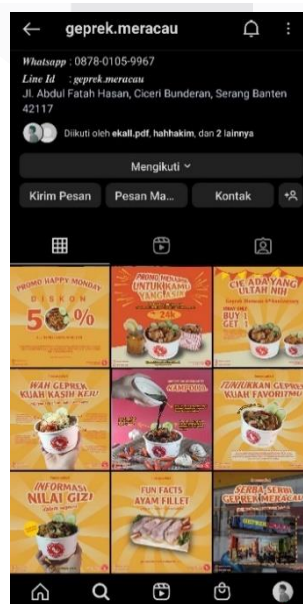 geprek.meracau
Whatsapp : 0878-0105-9967
Line Id : geprek.meracau
Jl. Abdul Fatah Hasan, Ciceri Bunderan, Serang Banten
42117
Diikuti oleh ekall.pdf, hahhakim, dan 2 lainnya
Mengikuti
Kirim Pesan
Pesan Ma...
Kontak
PROMO HAPPY MONDAY
DISKON
50%
PROMO MENARIK
UNTUK KAMU
YANG ASIK
24k
CIE ADA YANG
ULTAH NIH
BUY 1
GET 1
WAH GEPREK
KUAH KASIH KEJU
TUNJUKKAN GEPREK
KUAH FAVORITMU
INFORMASI
NILAI GIZI
FUN FACTS
AYAM FILLET
SERBA-SERBI
GEPREK MERACAU